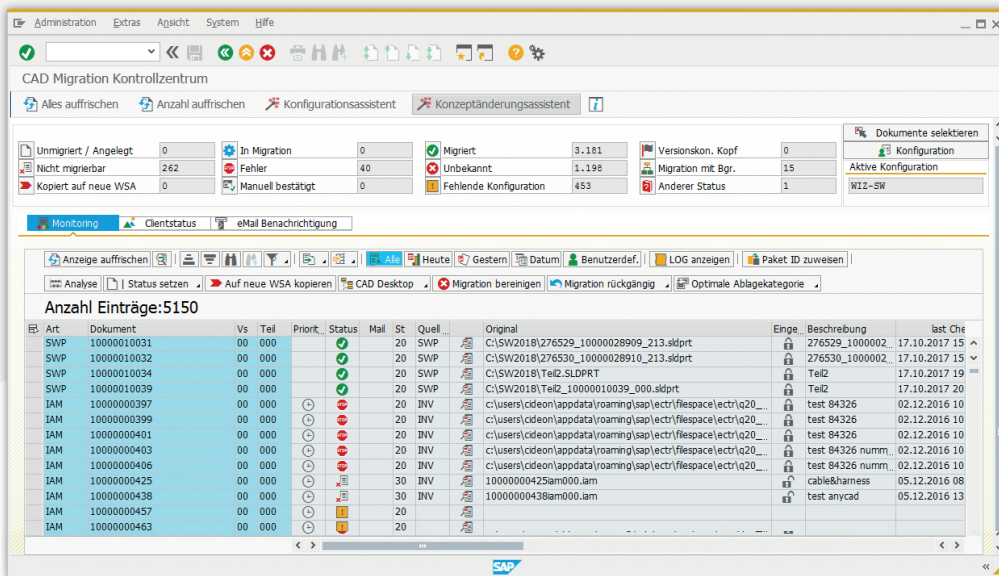 Administration Extras Ansicht System Hilfe
CAD Migration Kontrollzentrum
Alles auffrischen Anzahl auffrischen Konfigurationsassistent Konzeptänderungsassistent
Unmigriert / Angelegt 0 In Migration 0 Migriert 3.181 Versionskon. Kopf 0 Dokumente selektieren
Nicht migrierbar 262 Fehler 40 Unbekannt 1.198 Migration mit Bgr. 15 Konfiguration
Kopiert auf neue WSA 0 Manuell bestätigt 0 Fehlende Konfiguration 453 Anderer Status 1 Aktive Konfiguration
WIZ-SW
Monitoring Clientstatus eMail Benachrichtigung
Anzeige auffrischen Alle Heute Gestern Datum Benutzerdef. LOG anzeigen Paket ID zuweisen
Analyse Status setzen Auf neue WSA kopieren CAD Desktop Migration bereinigen Migration rückgängig Optimale Ablagekategorie
Anzahl Einträge:5150
Art Dokument Vs Teil Priorit... Status Mail St Quell... Original Einge... Beschreibung last Che
SWP 10000010031 00 000 20 SWP C:\SW2018\276529_10000028909_213.sldprt 276529_1000002... 17.10.2017 15
SWP 10000010032 00 000 20 SWP C:\SW2018\276530_10000028910_213.sldprt 276530_1000002... 17.10.2017 15
SWP 10000010034 00 000 20 SWP C:\SW2018\Teil2.SLDPRT Teil2 17.10.2017 19
SWP 10000010039 00 000 20 SWP C:\SW2018\Teil2_10000010039_000.sldprt Teil2 17.10.2017 20
IAM 10000000397 00 000 STOP 20 INV c:\users\cideon\appdata\roaming\sap\ectr\filespace\ectr\q20_... test 84326 02.12.2016 10
IAM 10000000399 00 000 STOP 20 INV c:\users\cideon\appdata\roaming\sap\ectr\filespace\ectr\q20_... test 84326 02.12.2016 10
IAM 10000000401 00 000 STOP 20 INV c:\users\cideon\appdata\roaming\sap\ectr\filespace\ectr\q20_... test 84326 02.12.2016 10
IAM 10000000403 00 000 STOP 20 INV c:\users\cideon\appdata\roaming\sap\ectr\filespace\ectr\q20_... test 84326 numm... 02.12.2016 10
IAM 10000000406 00 000 STOP 20 INV c:\users\cideon\appdata\roaming\sap\ectr\filespace\ectr\q20_... test 84326 numm... 02.12.2016 10
IAM 10000000425 00 000 30 INV 10000000425iam000.iam cable&harness 05.12.2016 08
IAM 10000000438 00 000 30 INV 10000000438iam000.iam test anycad 05.12.2016 13
IAM 10000000457 00 000 20
IAM 10000000463 00 000 20
SAP